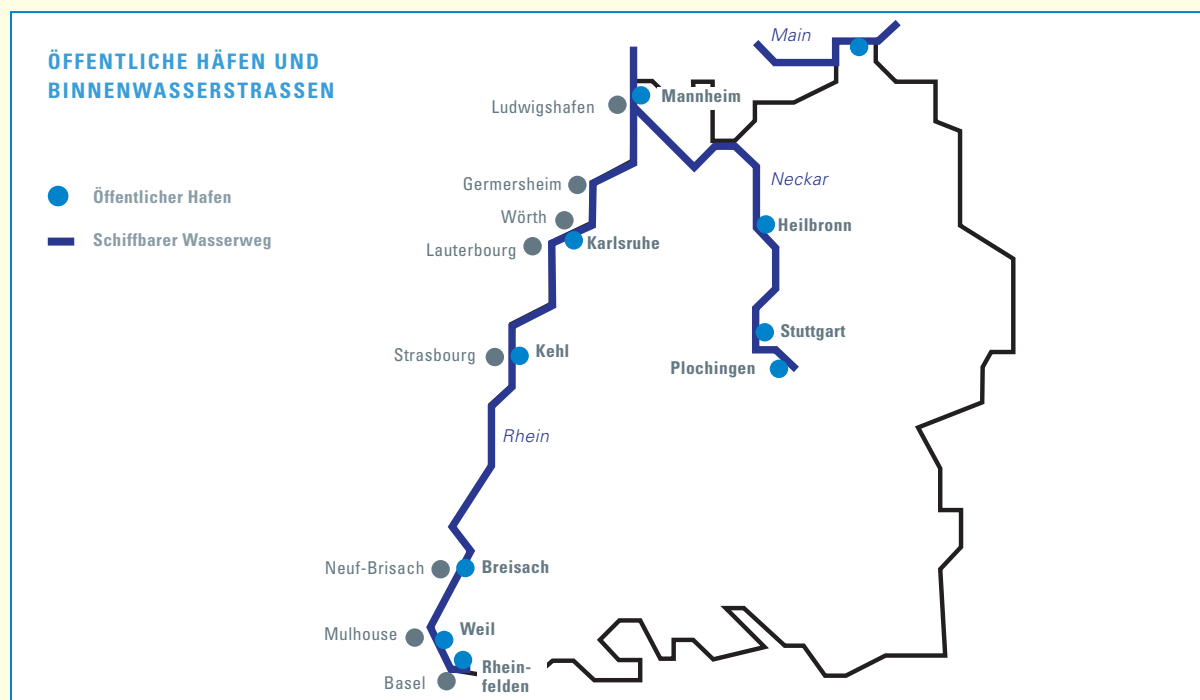 ÖFFENTLICHE HÄFEN UND
BINNENWASSERSTRASSEN
Öffentlicher Hafen
Schiffbarer Wasserweg
Main
Ludwigshafen
Mannheim
Germersheim
Neckar
Wörth
Heilbronn
Lauterbourg
Karlsruhe
Strasbourg
Kehl
Stuttgart
Plochingen
Rhein
Neuf-Brisach
Breisach
Mulhouse
Weil
Basel
Rhein-
felden